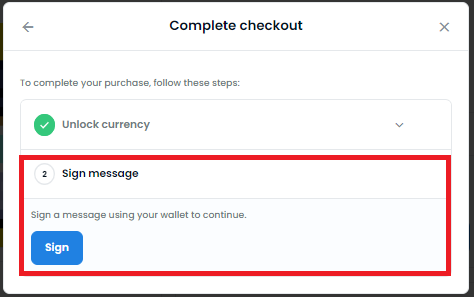 Complete checkout
To complete your purchase, follow these steps:
Unlock currency
2 Sign message
Sign a message using your wallet to continue.
Sign